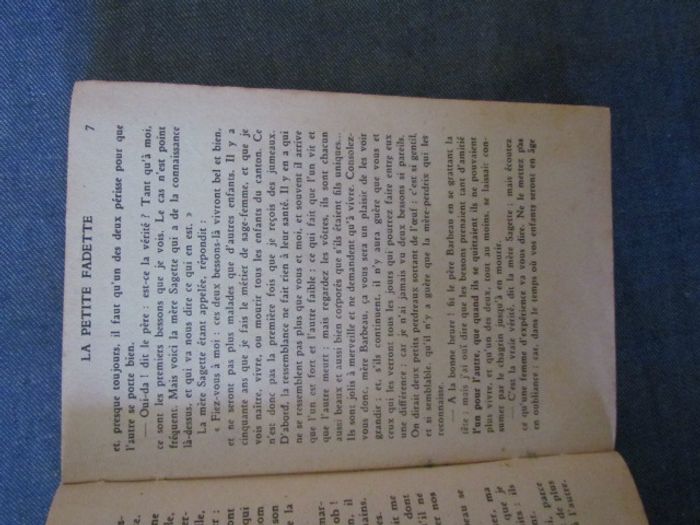 LA PETITE FADETTE 7
et, presque toujours, il faut qu'un des deux périsse pour que
l'autre se porte bien.
— Oui-da ! dit le père : est-ce la vérité ? Tant qu'à moi,
ce sont les premiers bessons que je vois. Le cas n'est point
fréquent. Mais voici la mère Sagette qui a de la connaissance
là-dessus, et qui va nous dire ce qui en est. »
La mère Sagette étant appelée, répondit :
« Fiez-vous à moi : ces deux bessons-là vivront bel et bien,
et ne seront pas plus malades que d'autres enfants. Il y a
cinquante ans que je fais le métier de sage-femme, et que je
vois naître, vivre, ou mourir tous les enfants du canton. Ce
n'est donc pas la première fois que je reçois des jumeaux.
D'abord, la ressemblance ne fait rien à leur santé. Il y en a qui
ne se ressemblent pas plus que vous et moi, et souvent il arrive
que l'un est fort et l'autre faible ; ce qui fait que l'un vit et
que l'autre meurt ; mais regardez les vôtres, ils sont chacun
aussi beaux et aussi bien corporés que s'ils étaient fils uniques...
Ils sont jolis à merveille et ne demandent qu'à vivre. Consolez-
vous donc, père Barbeau, ça vous sera un plaisir de les voir
grandir ; et, s'ils continuent, il n'y aura guère que vous et
ceux qui les verront tous les jours qui pourrez faire entre eux
une différence : car je n'ai jamais vu deux bessons si pareils.
On dirait deux petits perdreaux sortant de l'œuf ; c'est si gentil,
et si semblable, qu'il n'y a guère que la mère-perdrix qui les
reconnaisse.
— A la bonne heure ! fit le père Barbeau en se grattant la
tête ; mais j'ai ouï dire que les bessons prenaient tant d'amitié
l'un pour l'autre, que quand ils se quittaient ils ne pouvaient
plus vivre, et qu'un des deux, tout au moins, se laissait con-
sumer par le chagrin jusqu'à en mourir.
— C'est la vraie vérité, dit la mère Sagette ; mais écoutez
ce qu'une femme d'expérience va vous dire. Ne le mettez pas
en oubliance ; car, dans le temps où vos enfants seront en âge